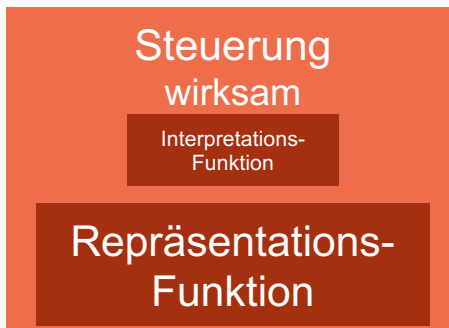 Steuerung
wirksam
Interpretations-
Funktion
Repräsentations-
Funktion